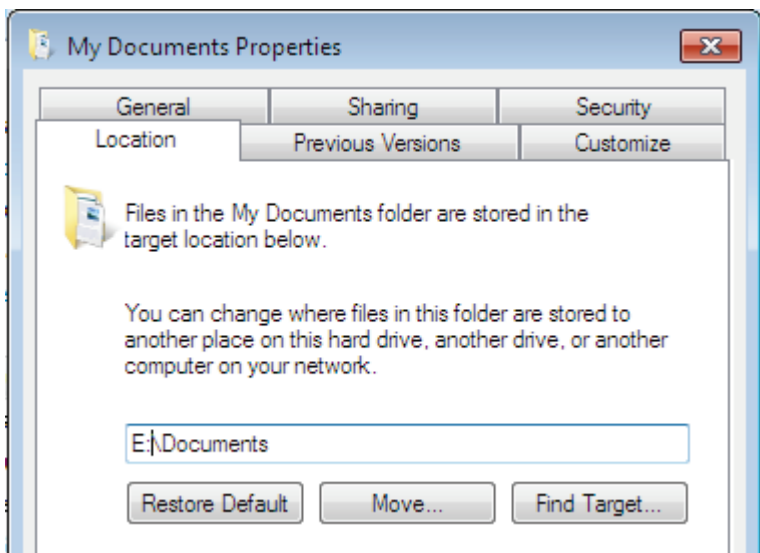 My Documents Properties
General Sharing Security
Location Previous Versions Customize
Files in the My Documents folder are stored in the
target location below.
You can change where files in this folder are stored to
another place on this hard drive, another drive, or another
computer on your network.
E:\Documents
Restore Default Move... Find Target...